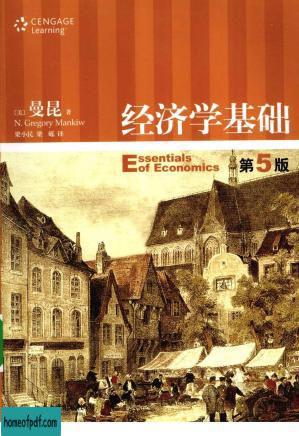 CENGAGE
Learning™
[美] 曼昆 著
N. Gregory Mankiw
梁小民 梁砾 译
经济学基础
Essentials
of Economics
第5版
homeofpdf.com